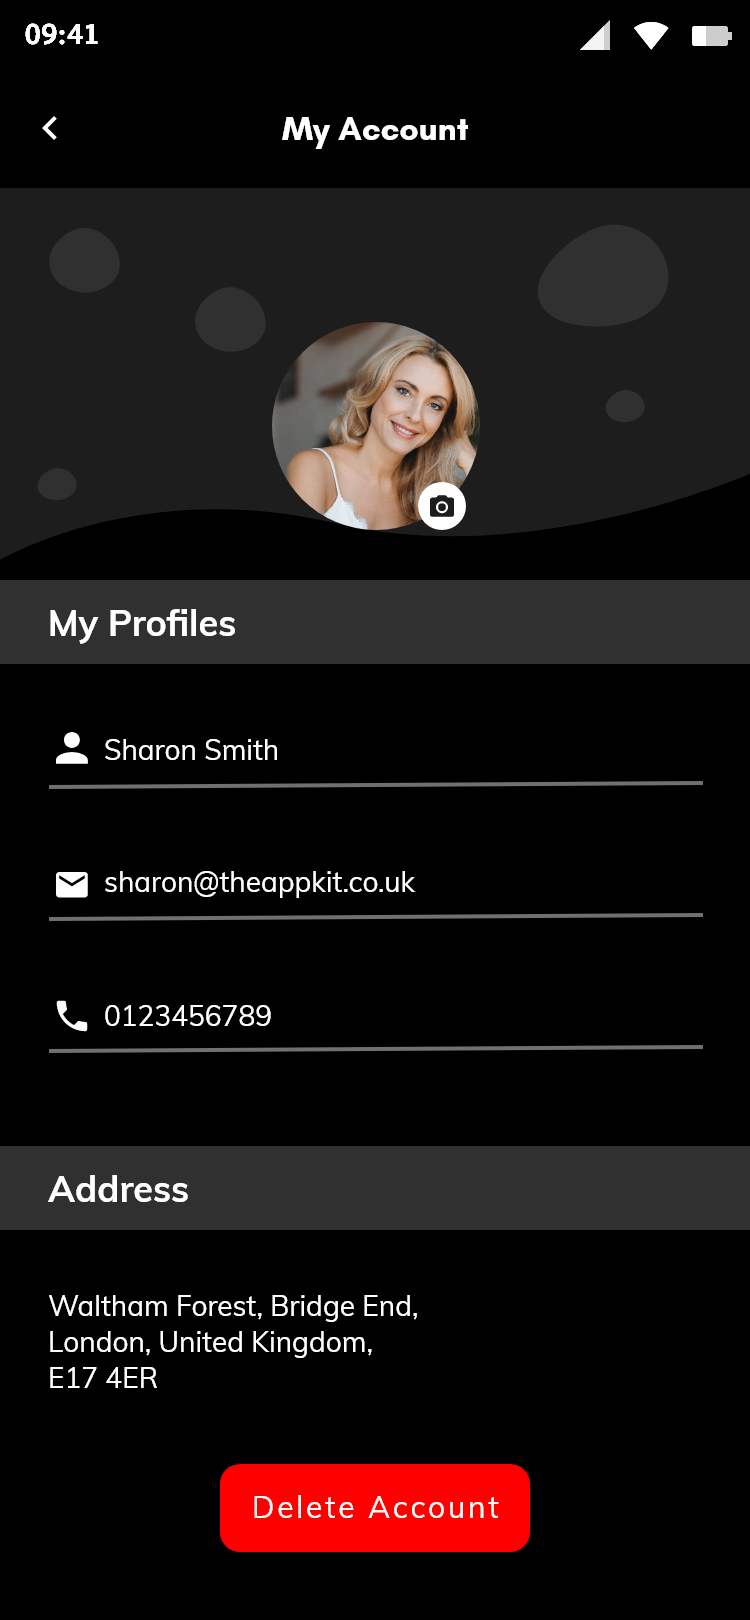 09:41
My Account
My Profiles
Sharon Smith
sharon@theappkit.co.uk
0123456789
Address
Waltham Forest, Bridge End,
London, United Kingdom,
E17 4ER
Delete Account